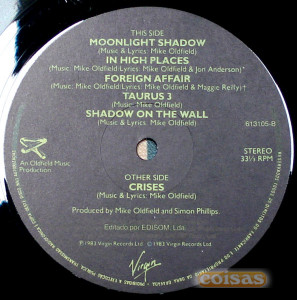 THIS SIDE
MOONLIGHT SHADOW
(Music & Lyrics: Mike Oldfield)
IN HIGH PLACES
(Music: Mike Oldfield/Lyrics: Mike Oldfield & Jon Anderson)*
FOREIGN AFFAIR
(Music: Mike Oldfield/Lyrics: Mike Oldfield & Maggie Reilly)†
TAURUS 3
(Music: Mike Oldfield)
SHADOW ON THE WALL
(Music & Lyrics: Mike Oldfield)
613105-B
An Oldfield Music
Production.
STEREO
33⅓ RPM
OTHER SIDE
CRISES
(Music & Lyrics: Mike Oldfield)
Produced by Mike Oldfield and Simon Phillips.
Editado por EDISOM, Lda.
℗ 1983 Virgin Records Ltd © 1983 Virgin Records Ltd
Virgin
coisas